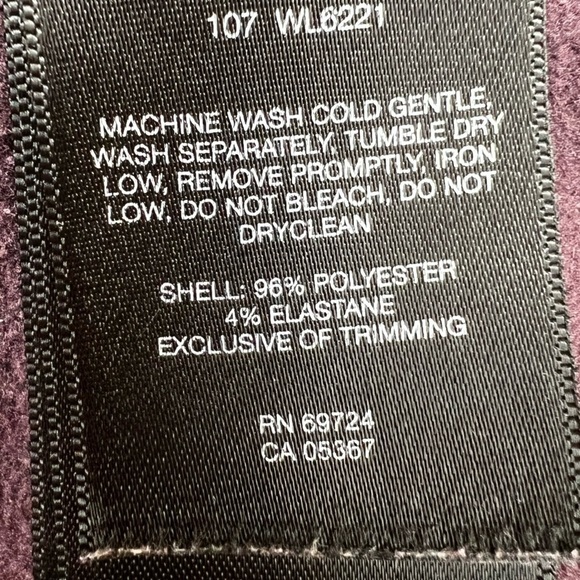 107 WL6221
MACHINE WASH COLD GENTLE,
WASH SEPARATELY, TUMBLE DRY
LOW, REMOVE PROMPTLY, IRON
LOW, DO NOT BLEACH, DO NOT
DRYCLEAN
SHELL: 96% POLYESTER
4% ELASTANE
EXCLUSIVE OF TRIMMING
RN 69724
CA 05367